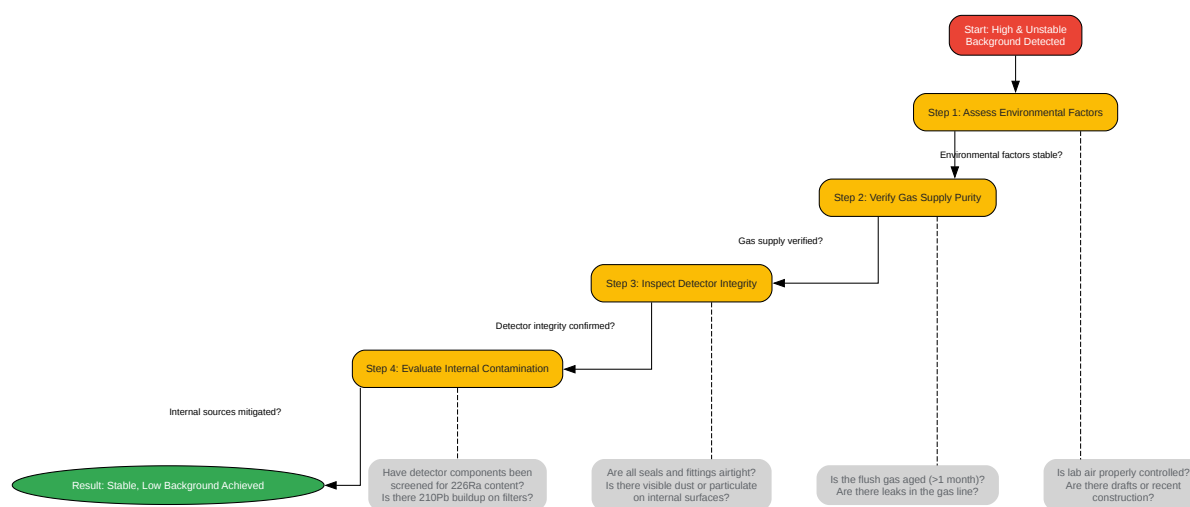 Start: High & Unstable
Background Detected
Step 1: Assess Environmental Factors
Environmental factors stable?
Step 2: Verify Gas Supply Purity
Gas supply verified?
Step 3: Inspect Detector Integrity
Detector integrity confirmed?
Step 4: Evaluate Internal Contamination
Internal sources mitigated?
Result: Stable, Low Background Achieved
Have detector components been
screened for 226Ra content?
Is there 210Pb buildup on filters?
Are all seals and fittings airtight?
Is there visible dust or particulate
on internal surfaces?
Is the flush gas aged (>1 month)?
Are there leaks in the gas line?
Is lab air properly controlled?
Are there drafts or recent
construction?